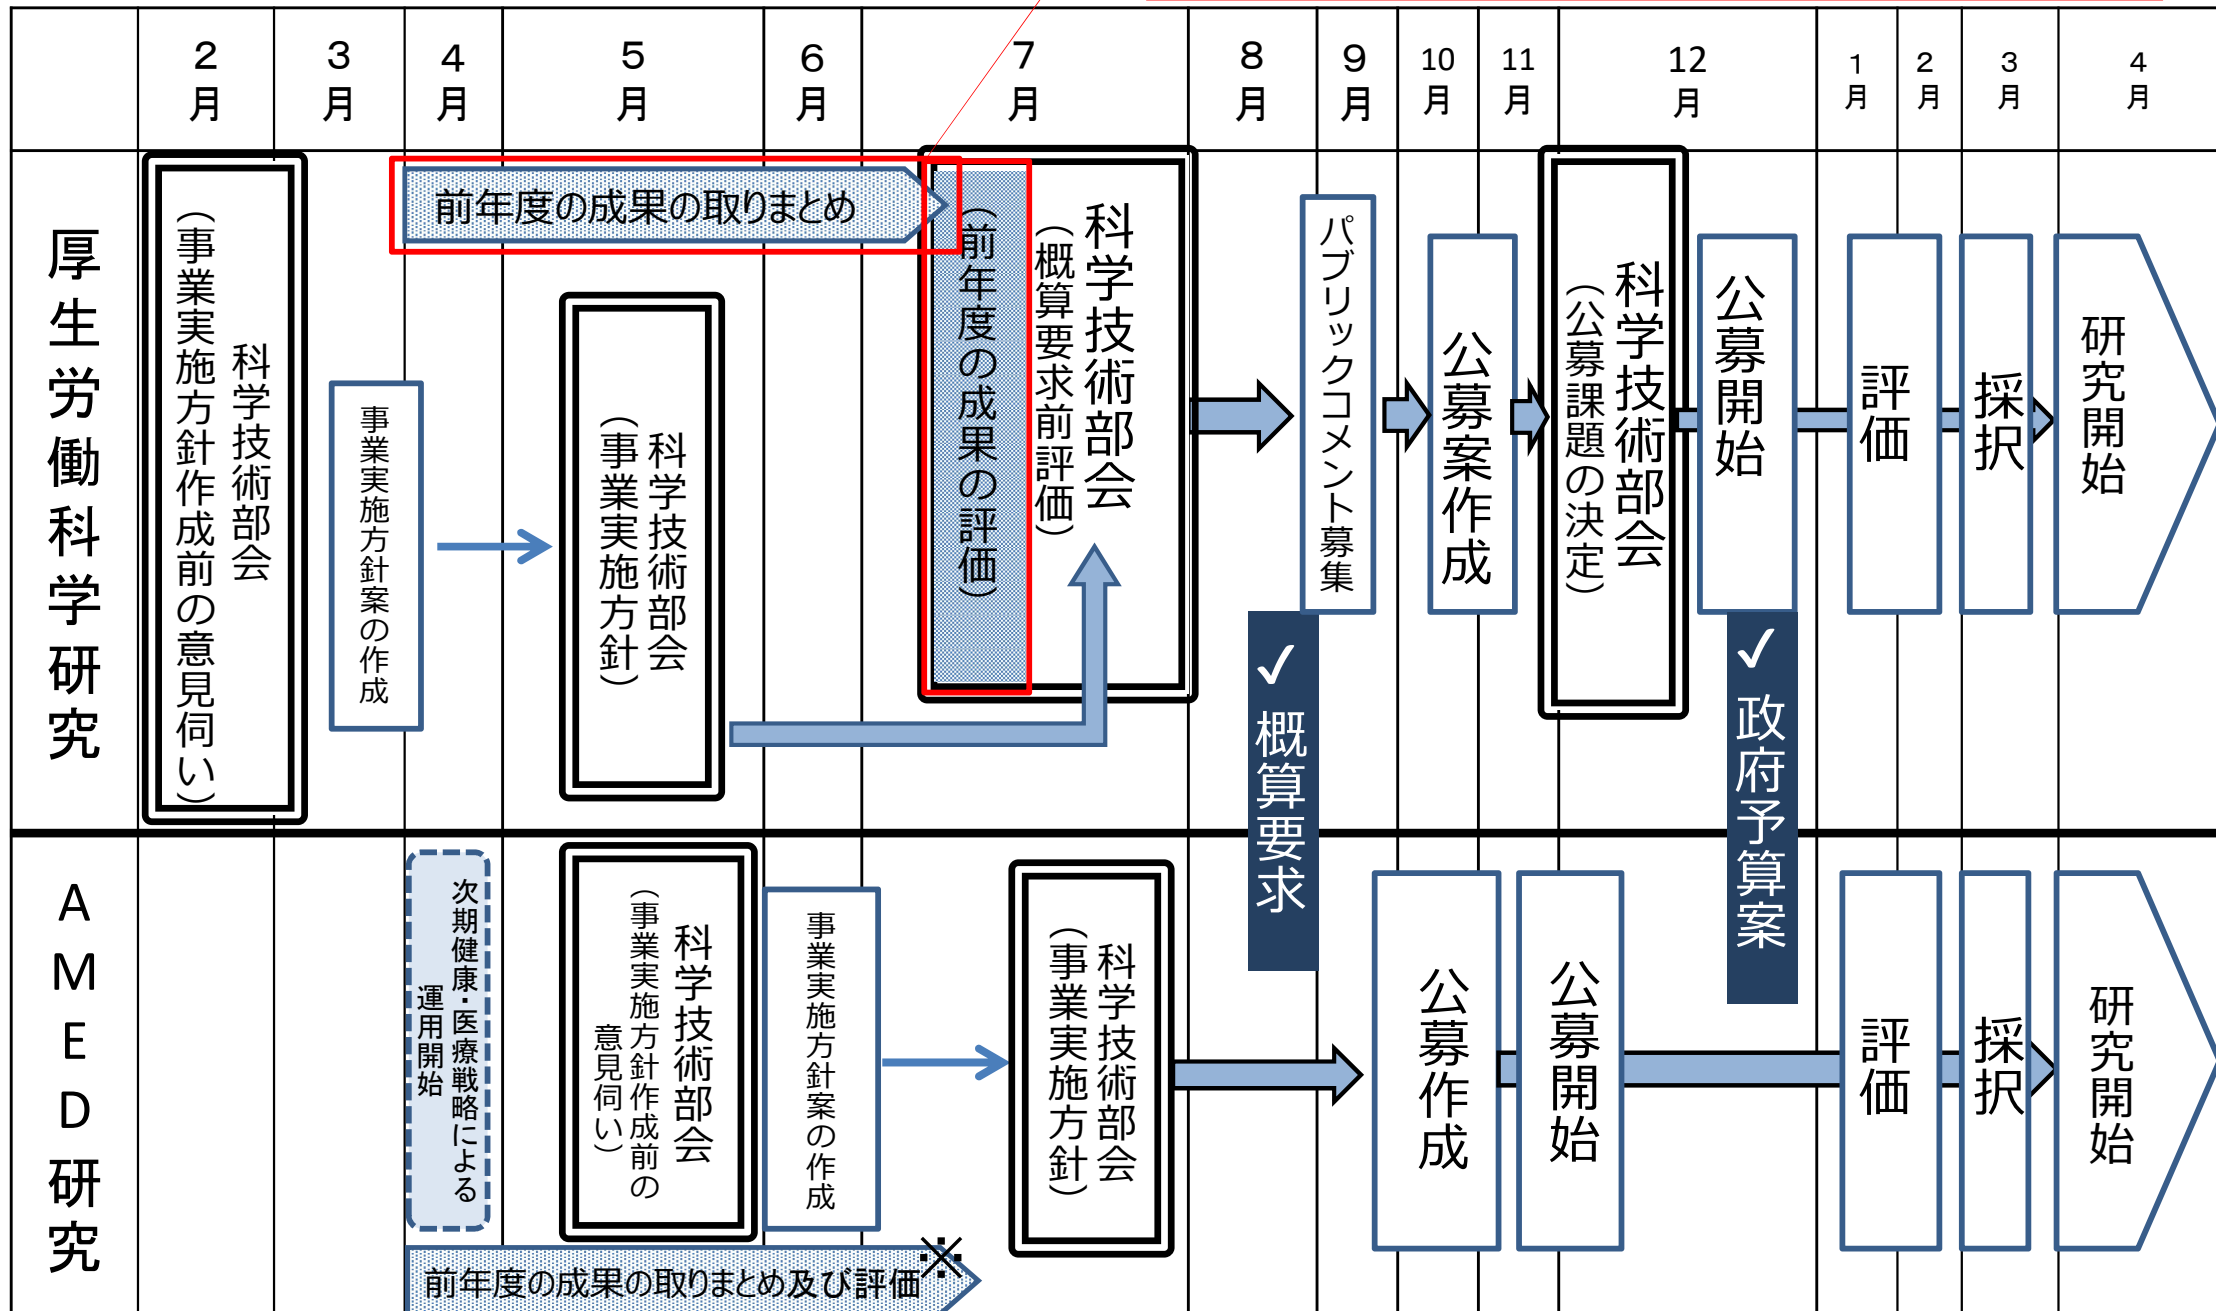 2月
3月
4月
5月
6月
7月
8月
9月
10月
11月
12月
1月
2月
3月
4月
厚生労働科学研究
科学技術部会
（事業実施方針作成前の意見伺い）
事業実施方針案の作成
前年度の成果の取りまとめ
科学技術部会
（事業実施方針）
科学技術部会
（概算要求前評価）
（前年度の成果の評価）
パブリックコメント募集
公募案作成
科学技術部会
（公募課題の決定）
公募開始
評価
採択
研究開始
✓概算要求
✓政府予算案
AMED研究
次期健康・医療戦略による
運用開始
科学技術部会
（事業実施方針作成前の
意見伺い）
事業実施方針案の作成
科学技術部会
（事業実施方針）
公募作成
公募開始
評価
採択
研究開始
前年度の成果の取りまとめ及び評価※